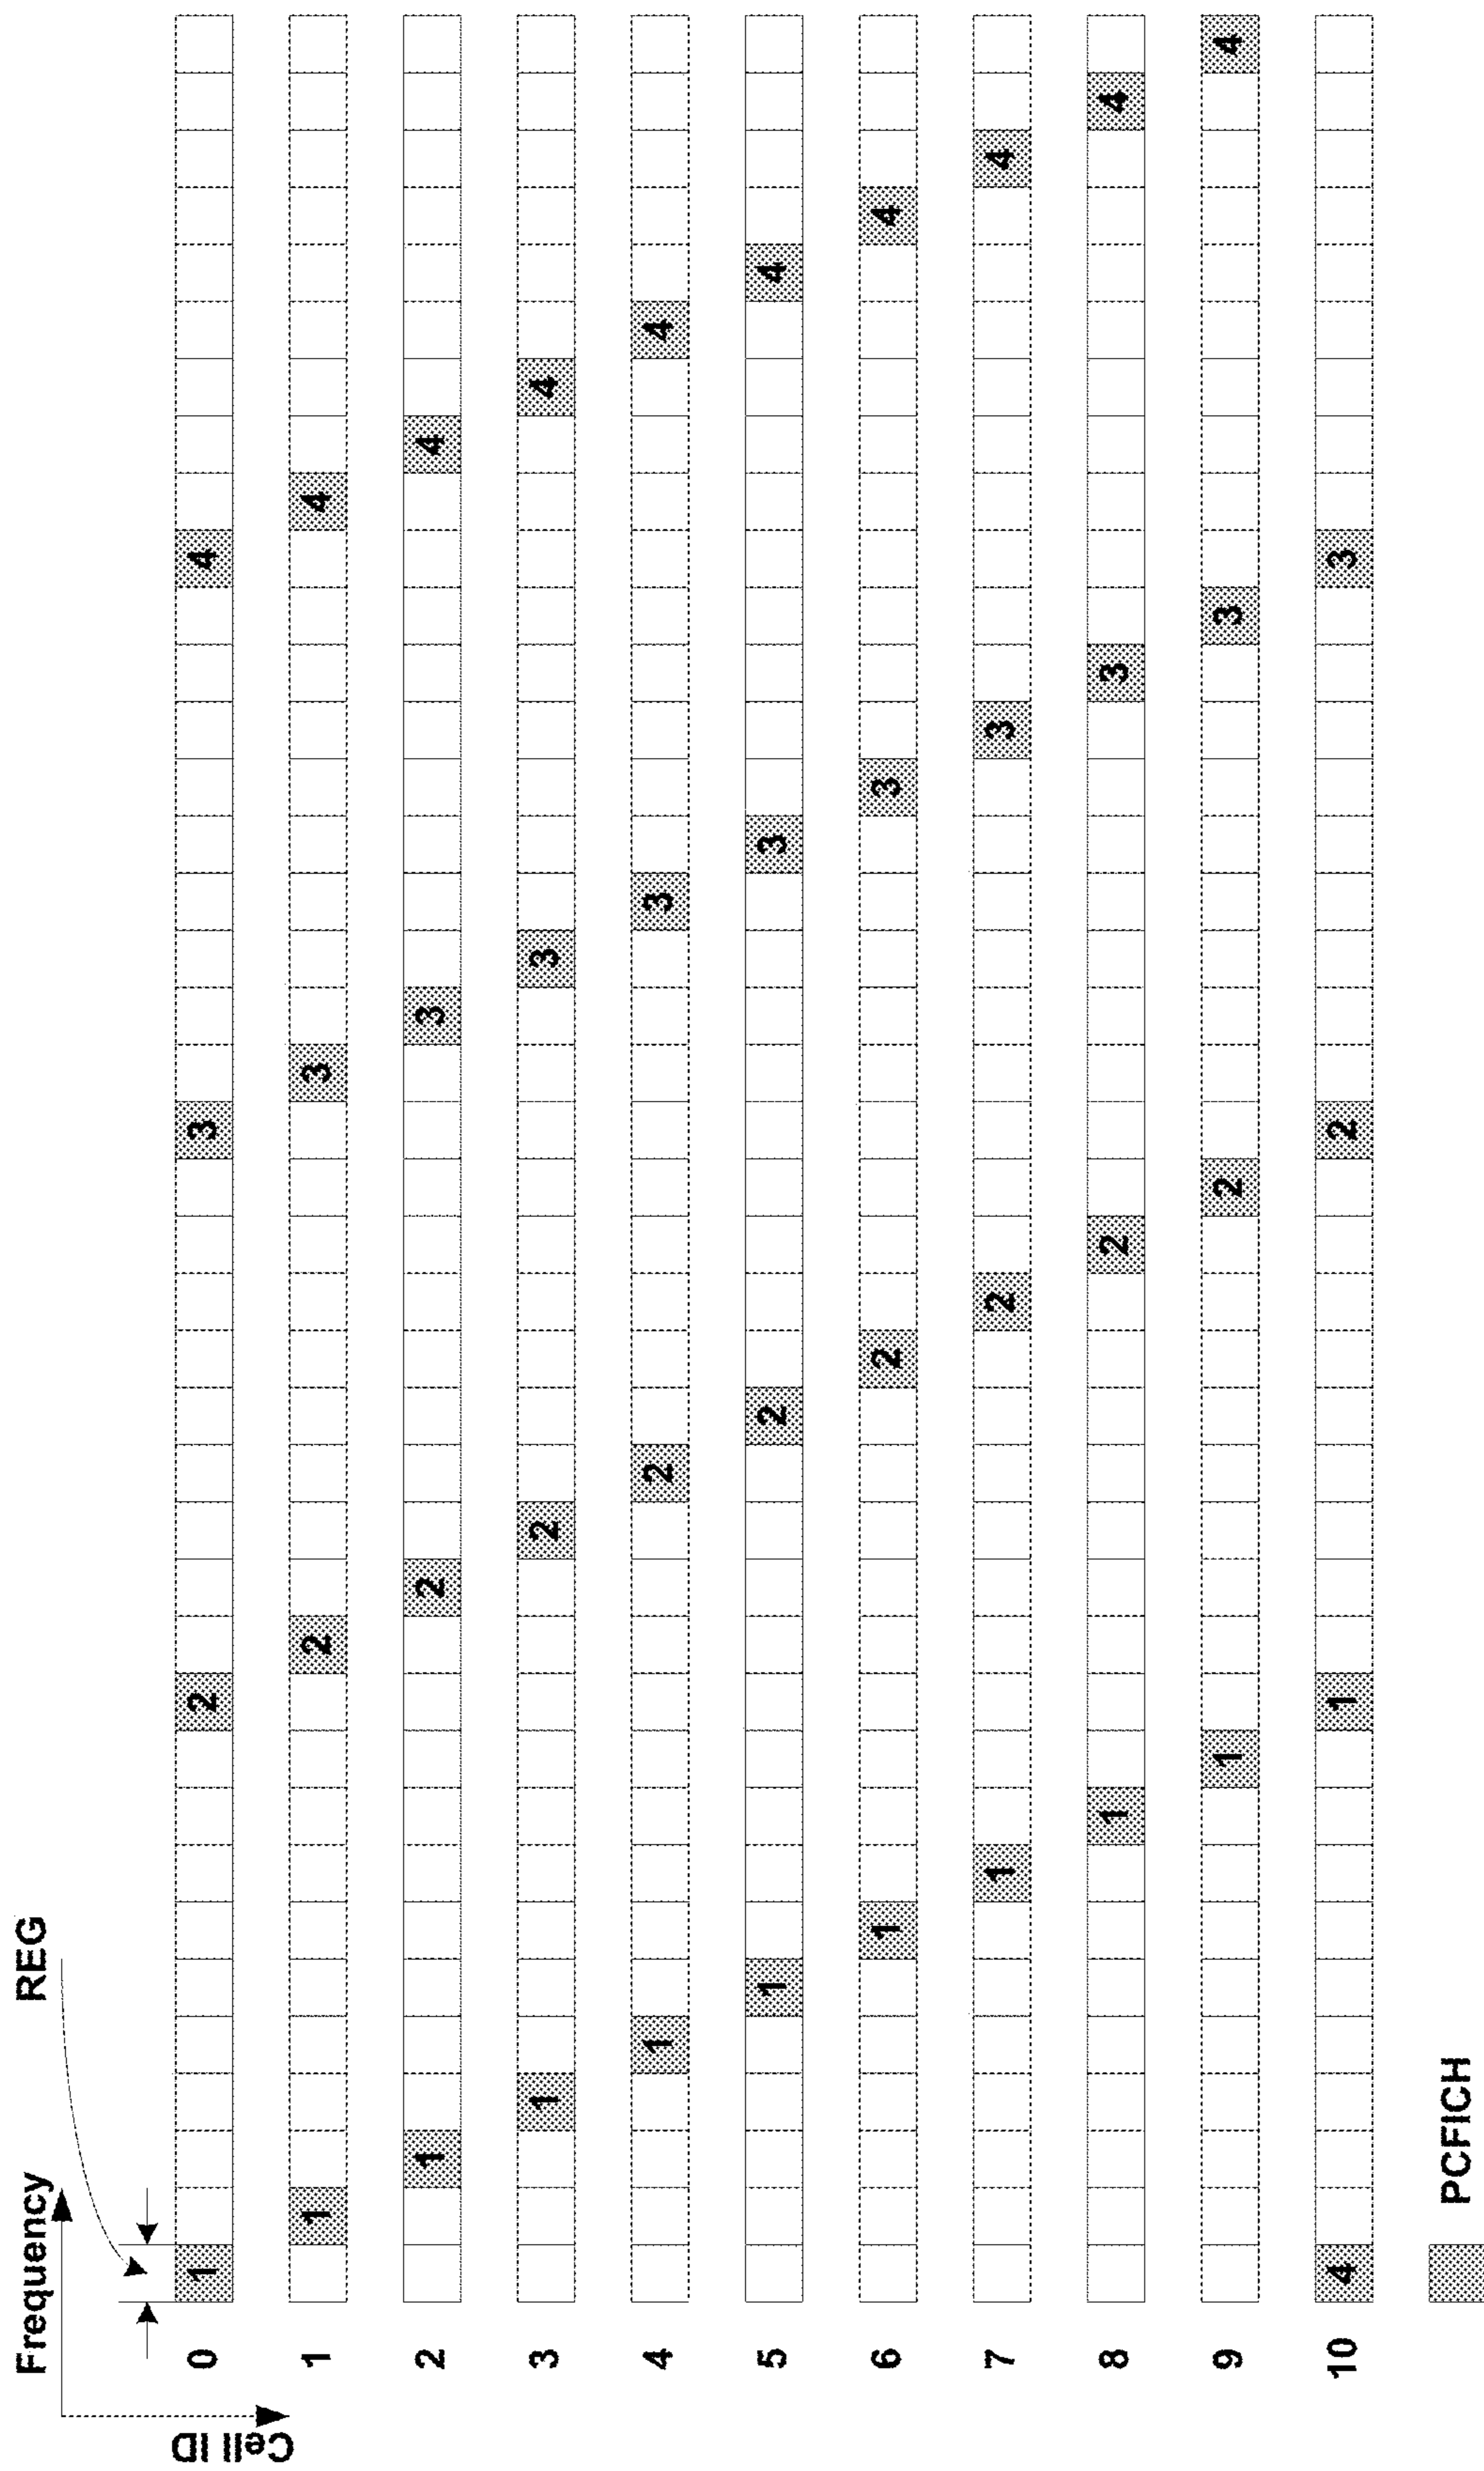 Frequency REG
Cell ID
0 1 2 3 4
1 1 2 3 4
2 1 2 3 4
3 1 2 3 4
4 1 2 3 4
5 1 2 3 4
6 1 2 3 4
7 1 2 3 4
8 1 2 3 4
9 1 2 3 4
10 4 1 2 3
PCFICH